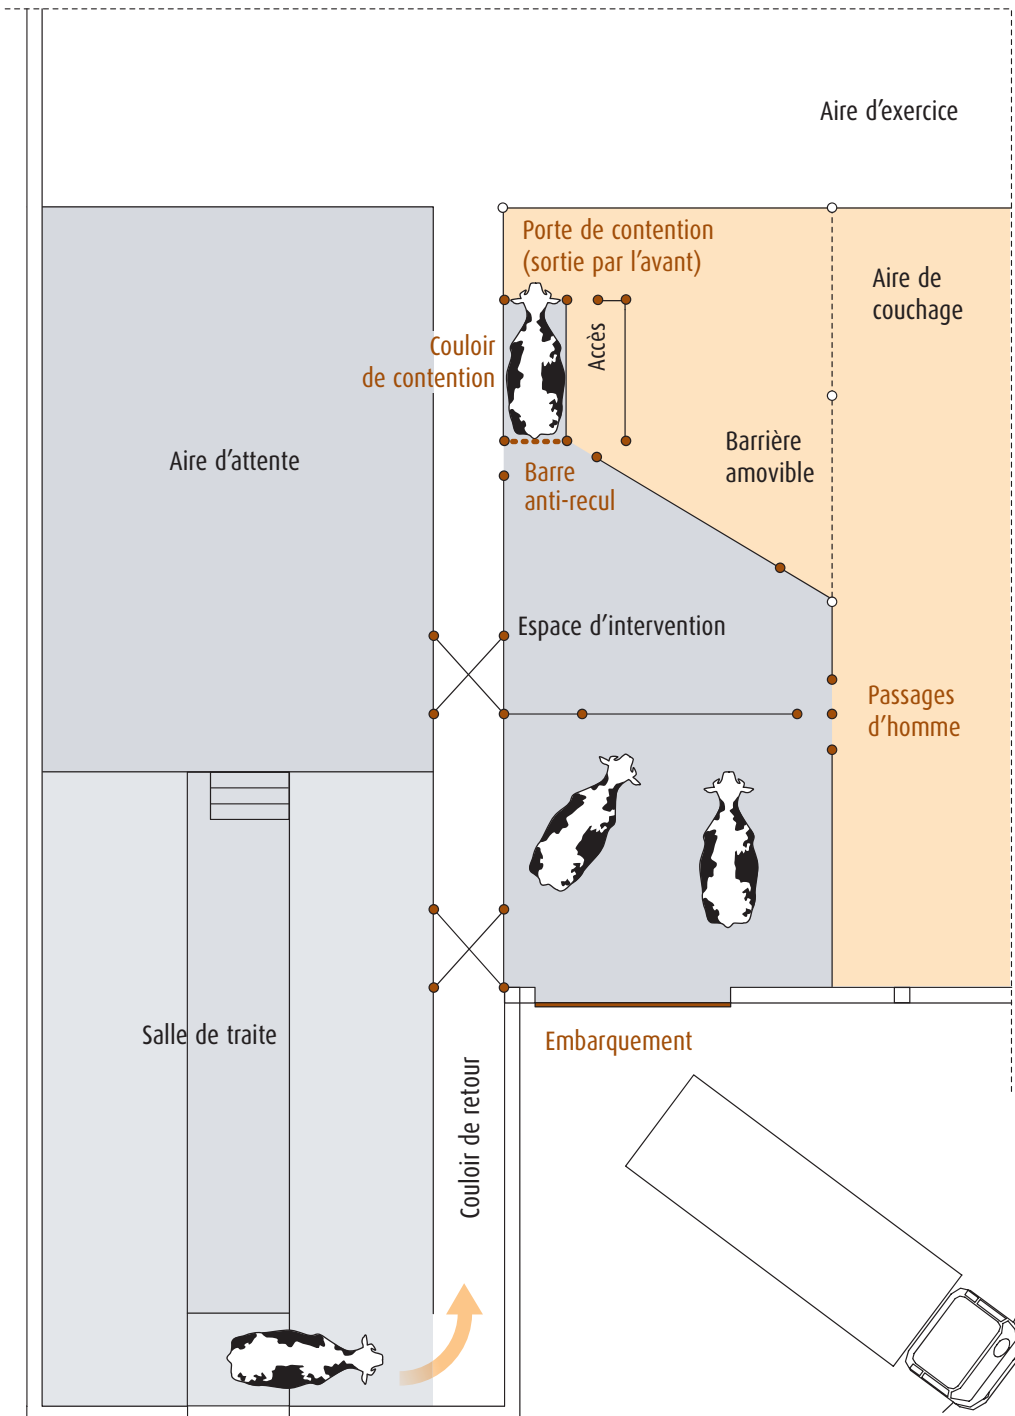 Aire d'exercice
Porte de contention
(sortie par l'avant)
Aire de
couchage
Accès
Couloir
de contention
Barrière
amovible
Aire d'attente
Barre
anti-recul
Espace d'intervention
Passages
d'homme
Salle de traite
Embarquement
Couloir de retour